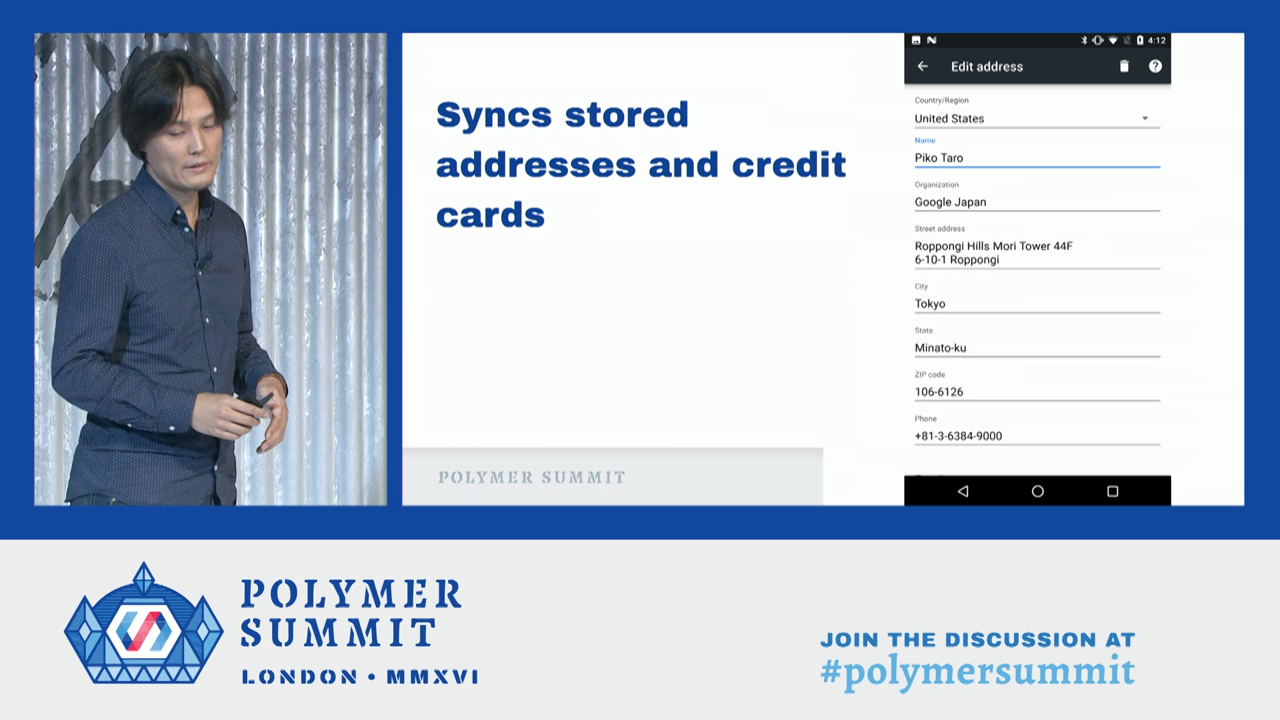 Syncs stored
addresses and credit
cards
POLYMER SUMMIT
4:12
Edit address
Country/Region
United States
Name
Piko Taro
Organization
Google Japan
Street address
Roppongi Hills Mori Tower 44F
6-10-1 Roppongi
City
Tokyo
State
Minato-ku
ZIP code
106-6126
Phone
+81-3-6384-9000
POLYMER
SUMMIT
LONDON • MMXVI
JOIN THE DISCUSSION AT
#polymersummit